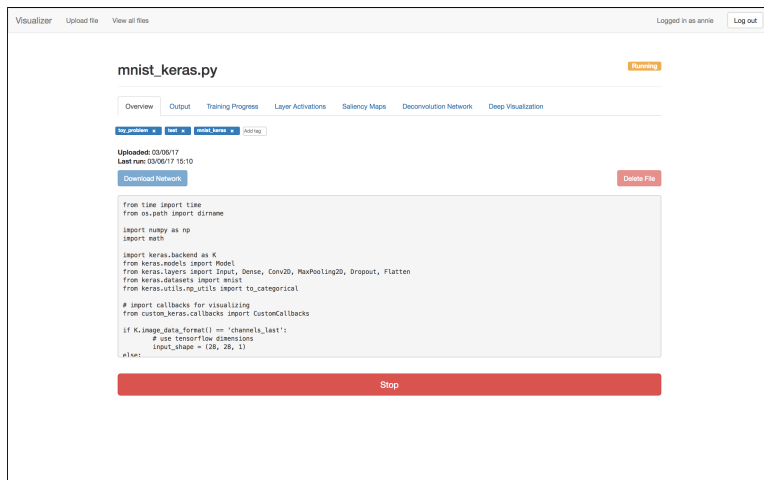 Visualizer Upload file View all files Logged in as annie Log out
mnist_keras.py Running
Overview Output Training Progress Layer Activations Saliency Maps Deconvolution Network Deep Visualization
toy_problem x test x mnist_keras x Add tag
Uploaded: 03/06/17
Last run: 03/06/17 15:10
Download Network Delete File
from time import time
from os.path import dirname
import numpy as np
import math
import keras.backend as K
from keras.models import Model
from keras.layers import Input, Dense, Conv2D, MaxPooling2D, Dropout, Flatten
from keras.datasets import mnist
from keras.utils.np_utils import to_categorical
# import callbacks for visualizing
from custom_keras.callbacks import CustomCallbacks
if K.image_data_format() == 'channels_last':
# use tensorflow dimensions
input_shape = (28, 28, 1)
else:
Stop